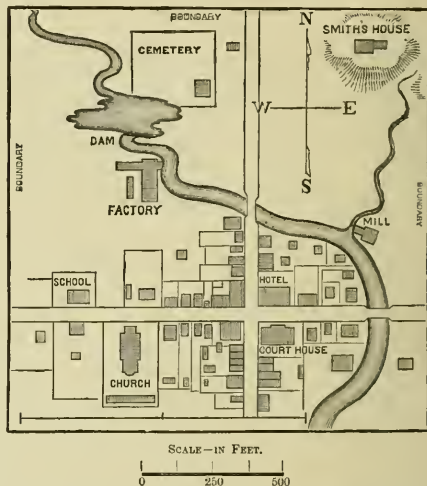 BOUNDARY
N
SMITHS HOUSE
CEMETERY
W E
DAM
BOUNDARY
S
BOUNDARY
FACTORY
MILL
SCHOOL
HOTEL
COURT HOUSE
CHURCH
SCALE—IN FEET.
0 250 500